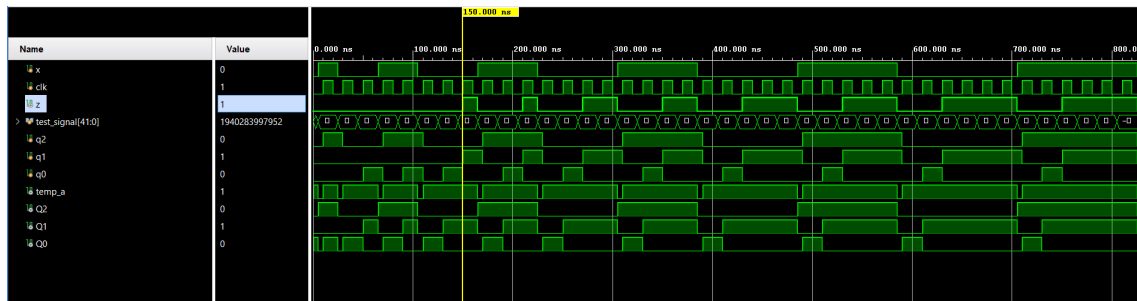 150.000 ns
Name Value
0.000 ns 100.000 ns 200.000 ns 300.000 ns 400.000 ns 500.000 ns 600.000 ns 700.000 ns
x 0
clk 1
z 1
test_signal[41:0] 1940283997952
q2 0
q1 1
q0 0
temp_a 1
Q2 0
Q1 1
Q0 0